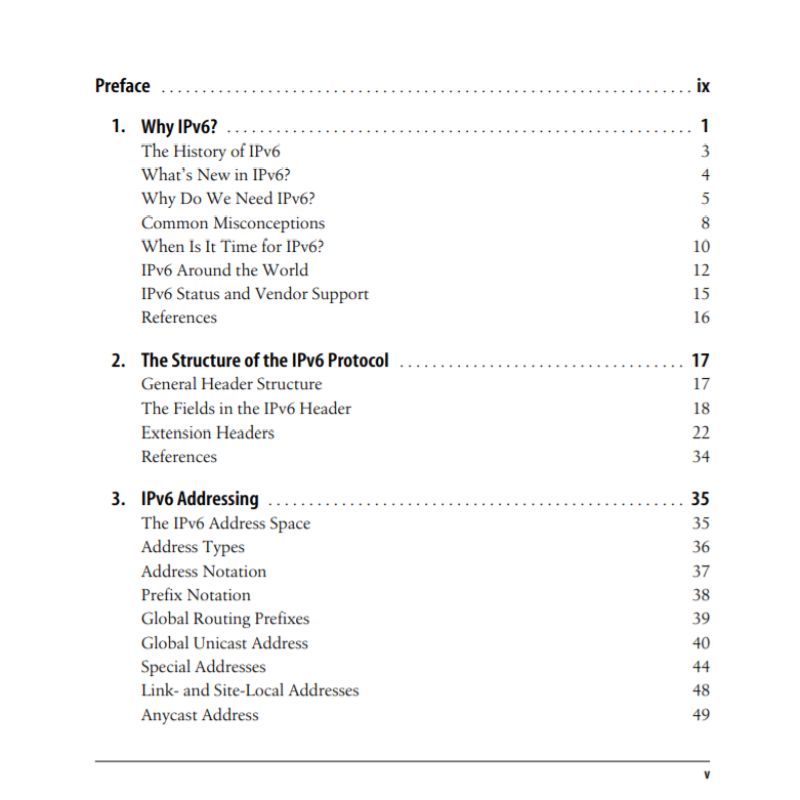 Preface . . . . . . . . . . . . . . . . . . . . . . . . . . . . . . . . . . . . . . . . . . . . . . . . . . . . . . . . . . . . . . . . . ix
1. Why IPv6? . . . . . . . . . . . . . . . . . . . . . . . . . . . . . . . . . . . . . . . . . . . . . . . . . . . . . . . . . 1
The History of IPv6 3
What's New in IPv6? 4
Why Do We Need IPv6? 5
Common Misconceptions 8
When Is It Time for IPv6? 10
IPv6 Around the World 12
IPv6 Status and Vendor Support 15
References 16
2. The Structure of the IPv6 Protocol . . . . . . . . . . . . . . . . . . . . . . . . . . . . . . . . . . . 17
General Header Structure 17
The Fields in the IPv6 Header 18
Extension Headers 22
References 34
3. IPv6 Addressing . . . . . . . . . . . . . . . . . . . . . . . . . . . . . . . . . . . . . . . . . . . . . . . . . . . 35
The IPv6 Address Space 35
Address Types 36
Address Notation 37
Prefix Notation 38
Global Routing Prefixes 39
Global Unicast Address 40
Special Addresses 44
Link- and Site-Local Addresses 48
Anycast Address 49
v